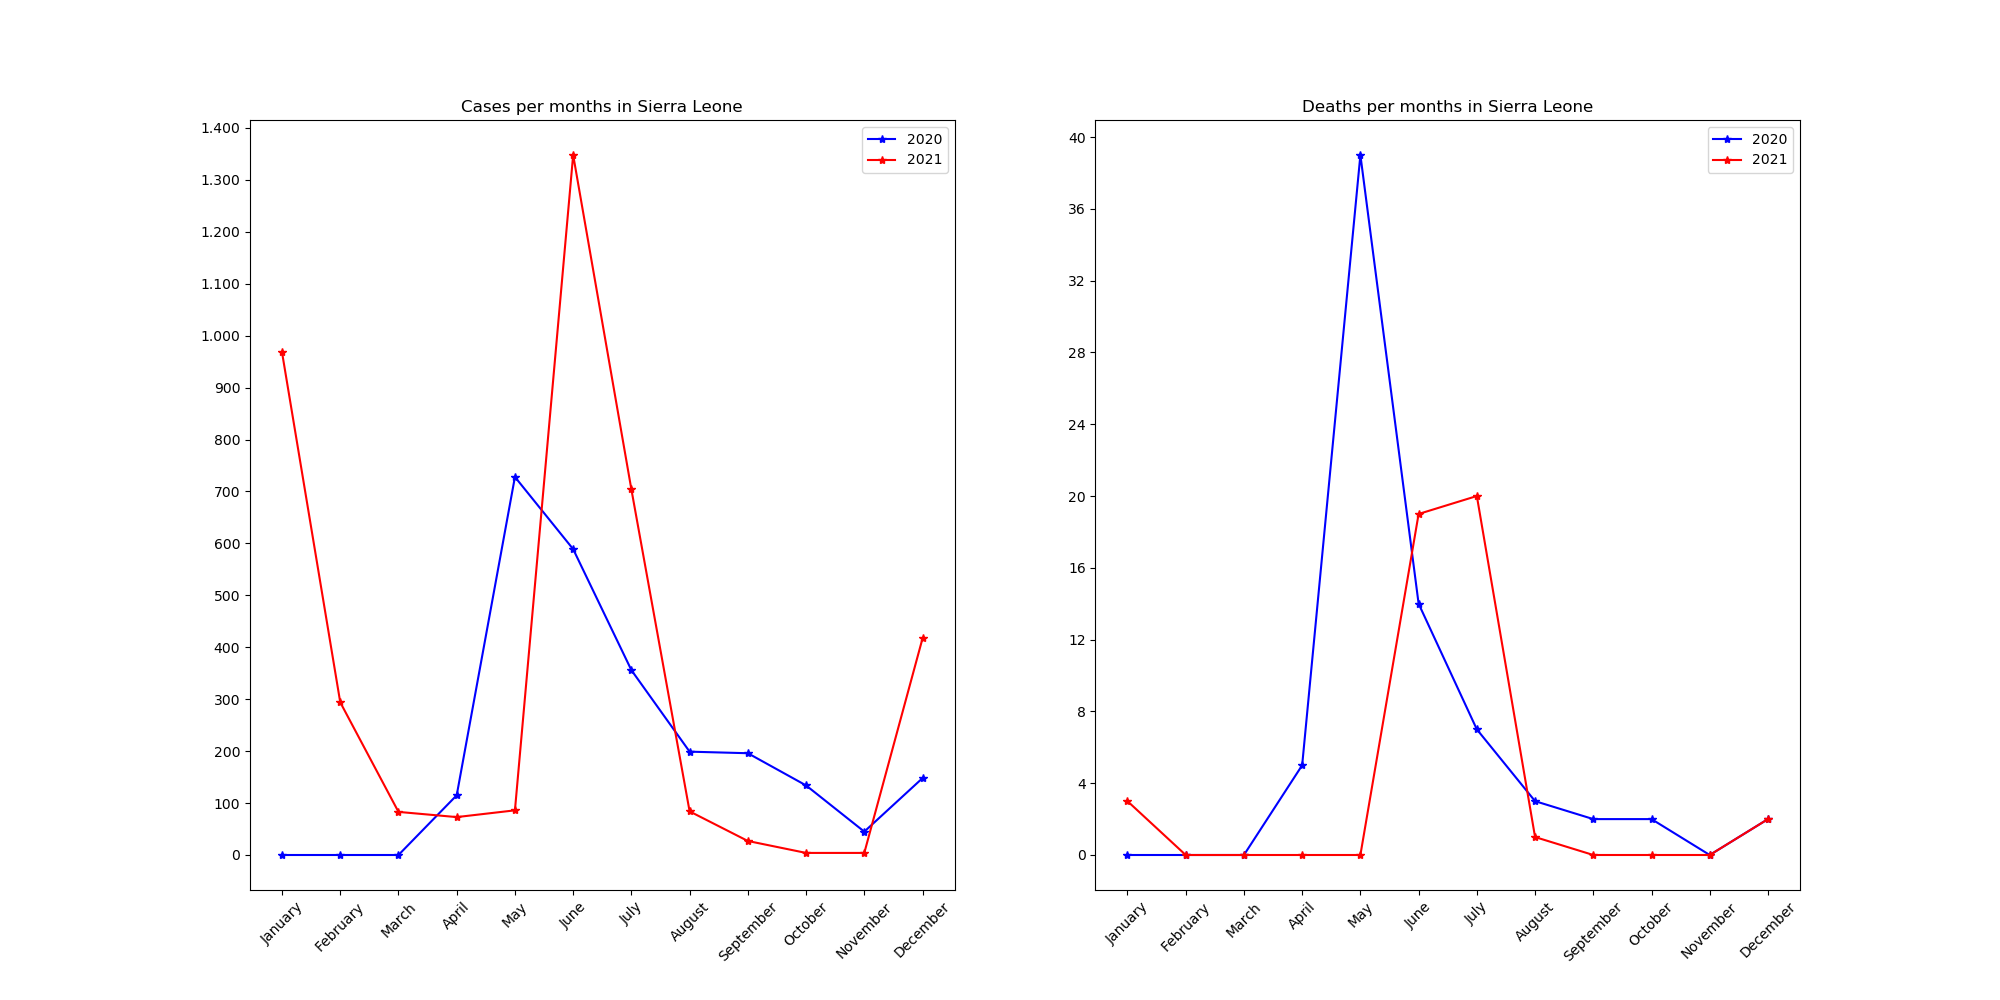 Cases per months in Sierra Leone
1.400
1.300
1.200
1.100
1.000
900
800
700
600
500
400
300
200
100
0
2020
2021
January
February
March
April
May
June
July
August
September
October
November
December
Deaths per months in Sierra Leone
40
36
32
28
24
20
16
12
8
4
0
2020
2021
January
February
March
April
May
June
July
August
September
October
November
December